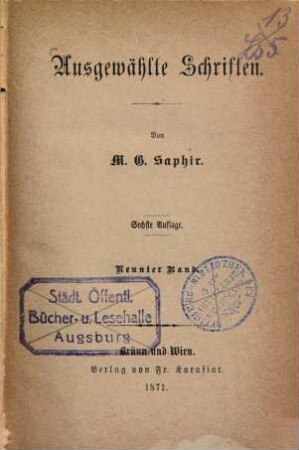 13
Ausgewählte Schriften.
Von
M. G. Saphir.
Sechste Auflage.
Neunter Band.
Städt. Öffentl.
Bücher- u. Lesehalle
Augsburg
Brünn und Wien.
Verlag von Fr. Karafiat.
1871.